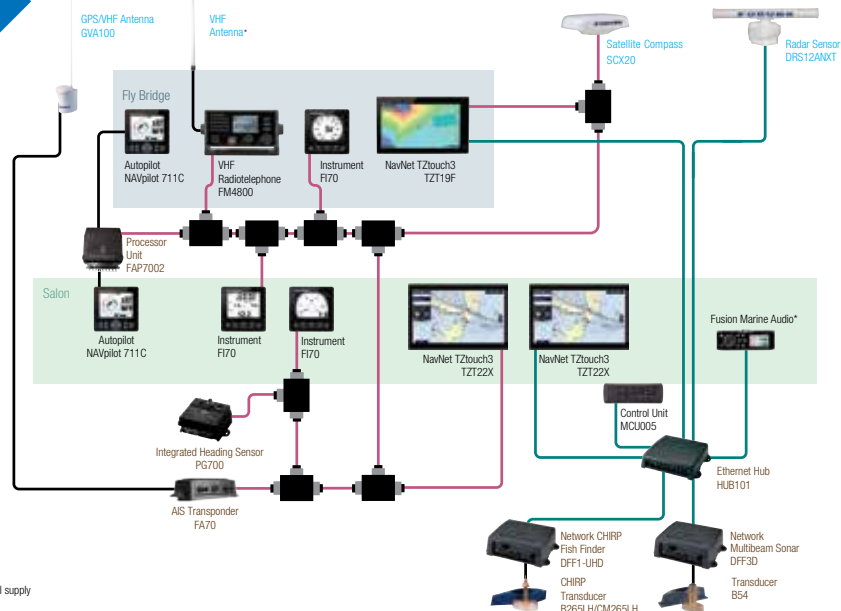 GPS/VHF Antenna
GVA100
VHF
Antenna*
Satellite Compass
SCX20
Radar Sensor
DRS12ANXT
FURUNO
Fly Bridge
Autopilot
NAVpilot 711C
VHF
Radiotelephone
FM4800
Instrument
FI70
NavNet TZtouch3
TZT19F
Processor
Unit
FAP7002
Salon
Autopilot
NAVpilot 711C
Instrument
FI70
Instrument
FI70
NavNet TZtouch3
TZT22X
NavNet TZtouch3
TZT22X
Fusion Marine Audio*
Control Unit
MCU005
Integrated Heading Sensor
PG700
Ethernet Hub
HUB101
AIS Transponder
FA70
Network CHIRP
Fish Finder
DFF1-UHD
Network
Multibeam Sonar
DFF3D
CHIRP
Transducer
B265LH/CM265LH
Transducer
B54
l supply